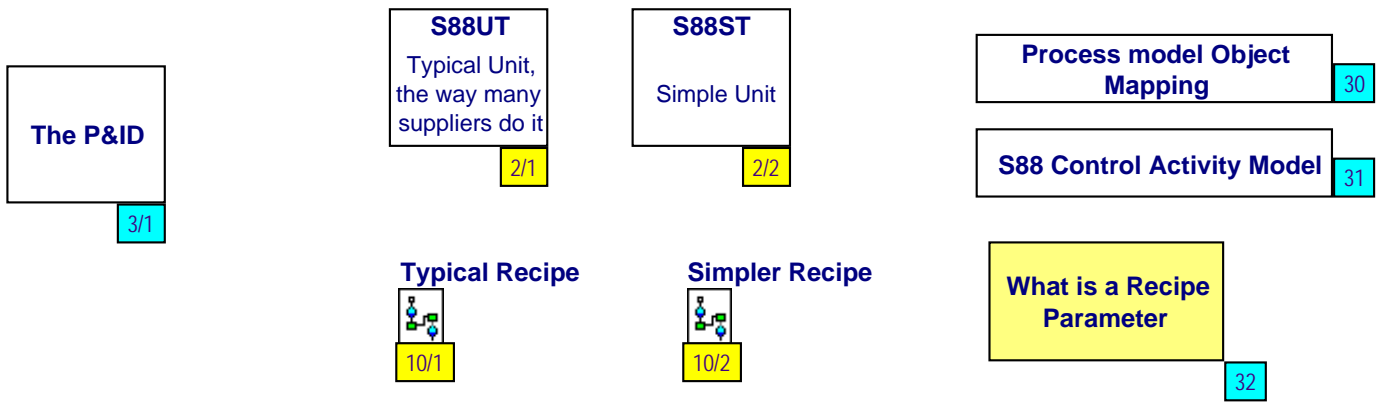 The P&ID
3/1
S88UT
Typical Unit,
the way many
suppliers do it
2/1
S88ST
Simple Unit
2/2
Typical Recipe
10/1
Simpler Recipe
10/2
Process model Object
Mapping
30
S88 Control Activity Model
31
What is a Recipe
Parameter
32